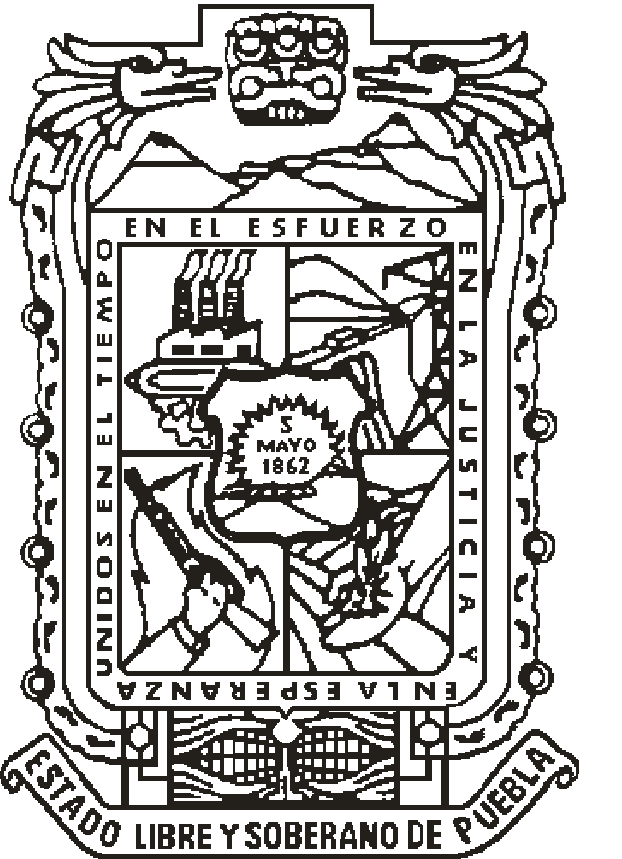 UNIDOS EN EL TIEMPO
EN EL ESFUERZO
EN LA JUSTICIA Y
EN LA ESPERANZA
5
MAYO
1862
ESTADO LIBRE Y SOBERANO DE PUEBLA